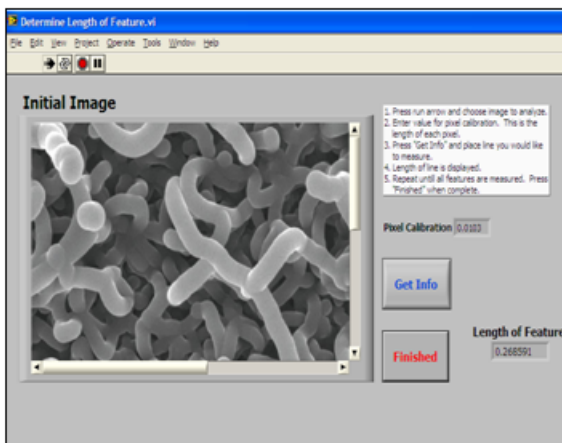 Determine Length of Feature.vi
File Edit View Project Operate Tools Window Help
Initial Image
1. Press run arrow and choose image to analyze.
2. Enter value for pixel calibration. This is the
length of each pixel.
3. Press "Get Info" and place line you would like
to measure.
4. Length of line is displayed.
5. Repeat until all features are measured. Press
"Finished" when complete.
Pixel Calibration 0.0103
Get Info
Length of Feature
Finished
0.268591